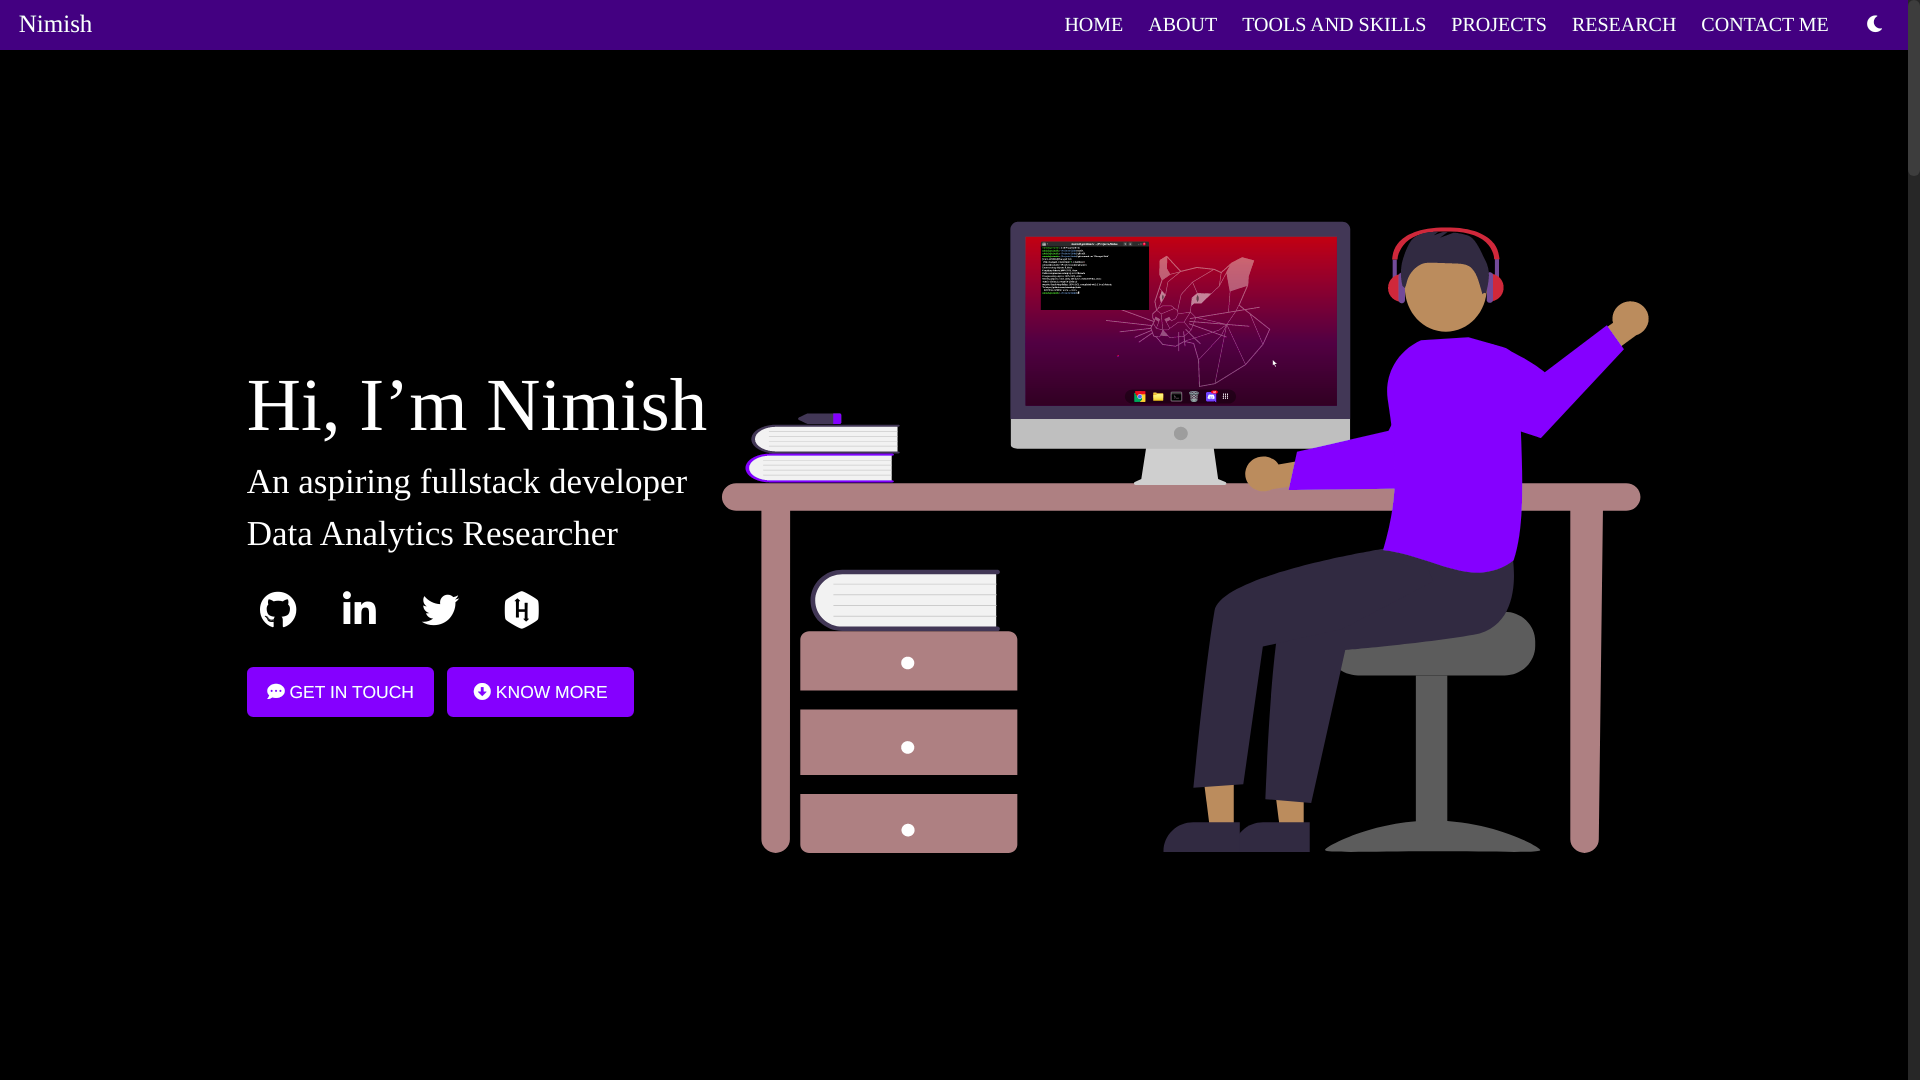 Nimish
HOME ABOUT TOOLS AND SKILLS PROJECTS RESEARCH CONTACT ME
Hi, I’m Nimish
An aspiring fullstack developer
Data Analytics Researcher
GET IN TOUCH KNOW MORE